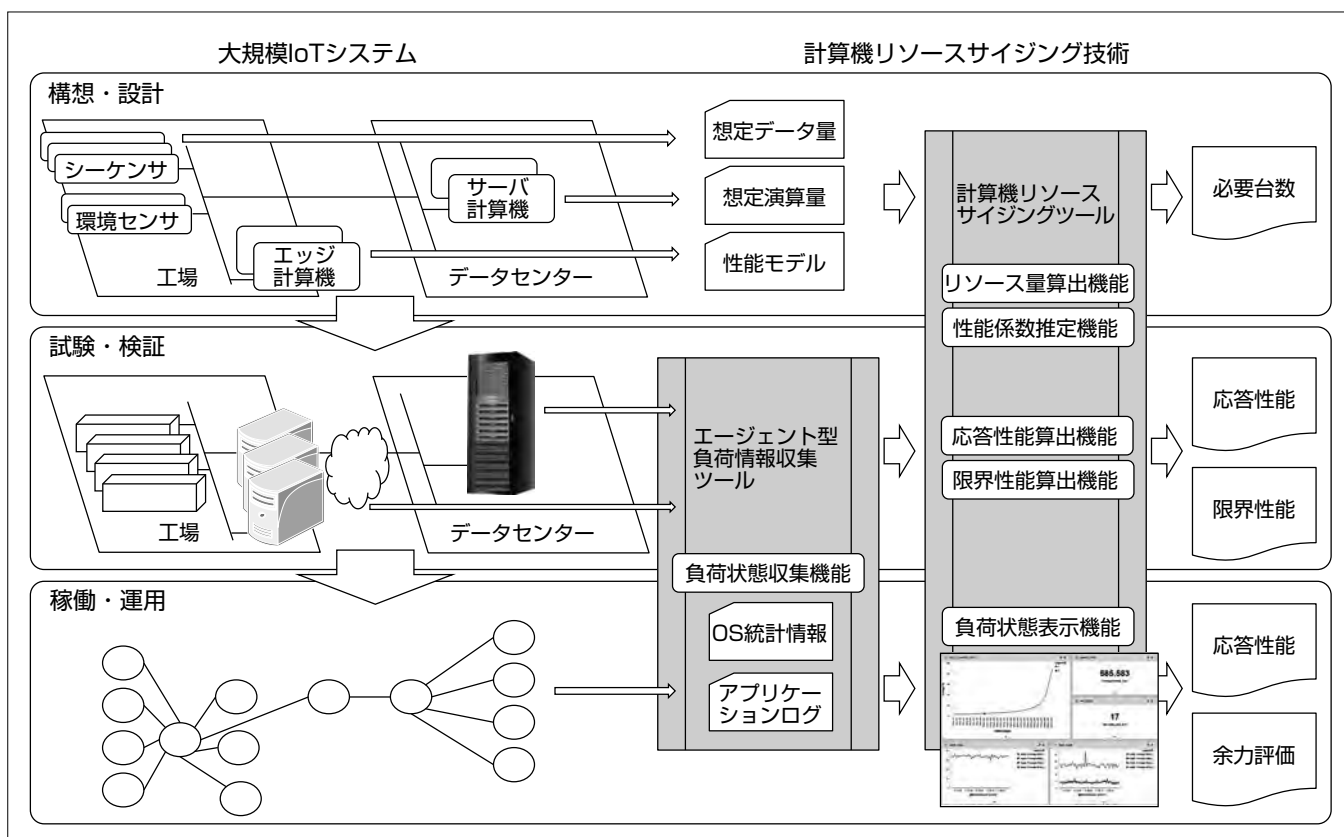 大規模IoTシステム
計算機リソースサイジング技術
構想・設計
シーケンサ
環境センサ
工場
エッジ
計算機
サーバ
計算機
データセンター
想定データ量
想定演算量
性能モデル
計算機リソース
サイジングツール
リソース量算出機能
性能係数推定機能
必要台数
試験・検証
工場
データセンター
エージェント型
負荷情報収集
ツール
応答性能算出機能
限界性能算出機能
応答性能
限界性能
負荷状態収集機能
稼働・運用
OS統計情報
アプリケー
ションログ
負荷状態表示機能
585.583
17
応答性能
余力評価